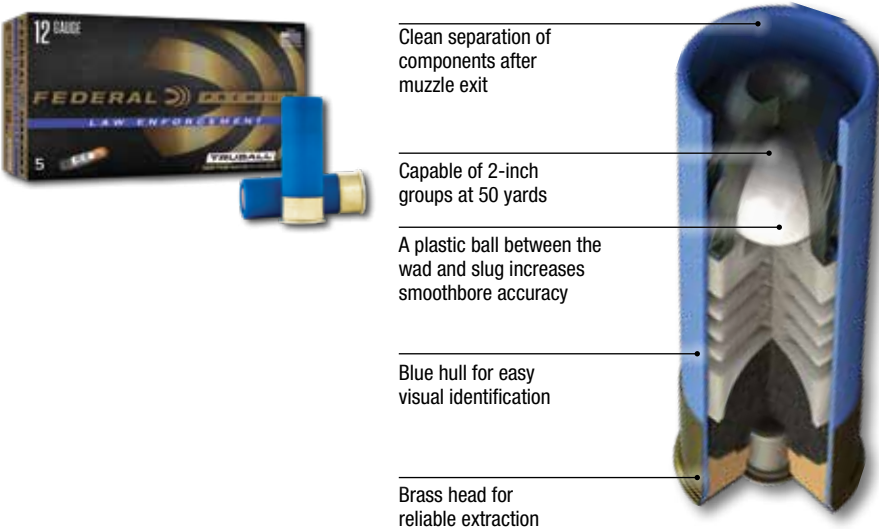 12 GAUGE
FEDERAL PREMIUM
LAW ENFORCEMENT
5
TRUBALL
Clean separation of
components after
muzzle exit
Capable of 2-inch
groups at 50 yards
A plastic ball between the
wad and slug increases
smoothbore accuracy
Blue hull for easy
visual identification
Brass head for
reliable extraction